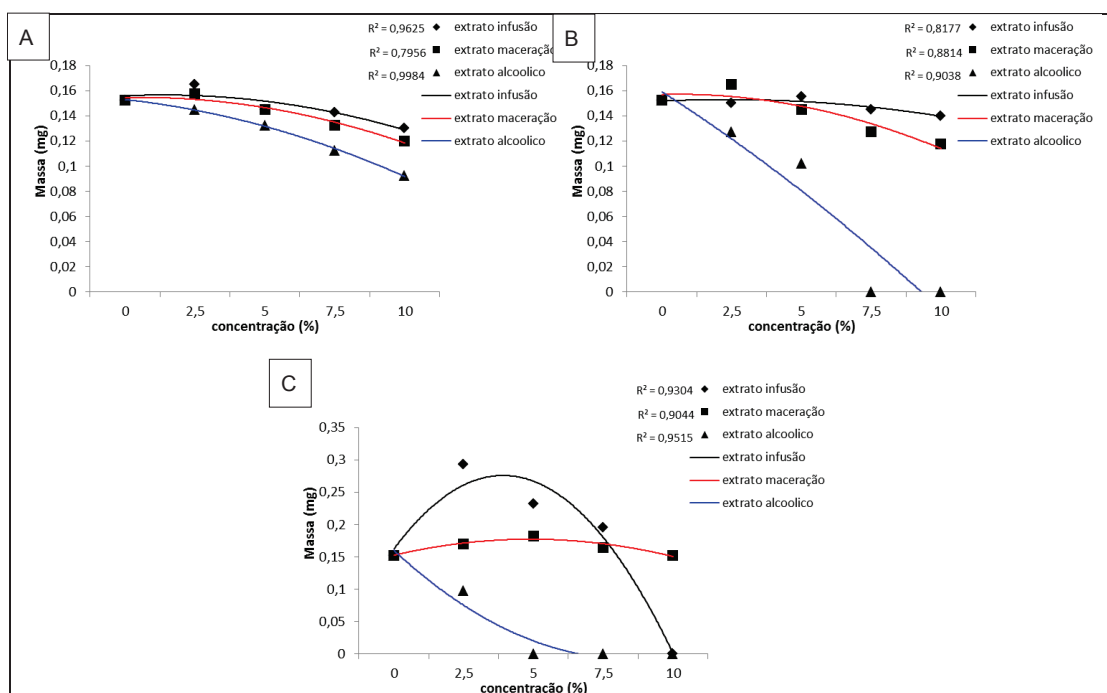 A
R² = 0,9625 extrato infusão
R² = 0,7956 extrato maceração
R² = 0,9984 extrato alcoolico
extrato infusão
extrato maceração
extrato alcoolico
Massa (mg)
0,18
0,16
0,14
0,12
0,1
0,08
0,06
0,04
0,02
0
0 2,5 5 7,5 10
concentração (%)
B
R² = 0,8177 extrato infusão
R² = 0,8814 extrato maceração
R² = 0,9038 extrato alcoolico
extrato infusão
extrato maceração
extrato alcoolico
Massa (mg)
0,18
0,16
0,14
0,12
0,1
0,08
0,06
0,04
0,02
0
0 2,5 5 7,5 10
concentração (%)
C
R² = 0,9304 extrato infusão
R² = 0,9044 extrato maceração
R² = 0,9515 extrato alcoolico
extrato infusão
extrato maceração
extrato alcoolico
Massa (mg)
0,35
0,3
0,25
0,2
0,15
0,1
0,05
0
0 2,5 5 7,5 10
concentração (%)